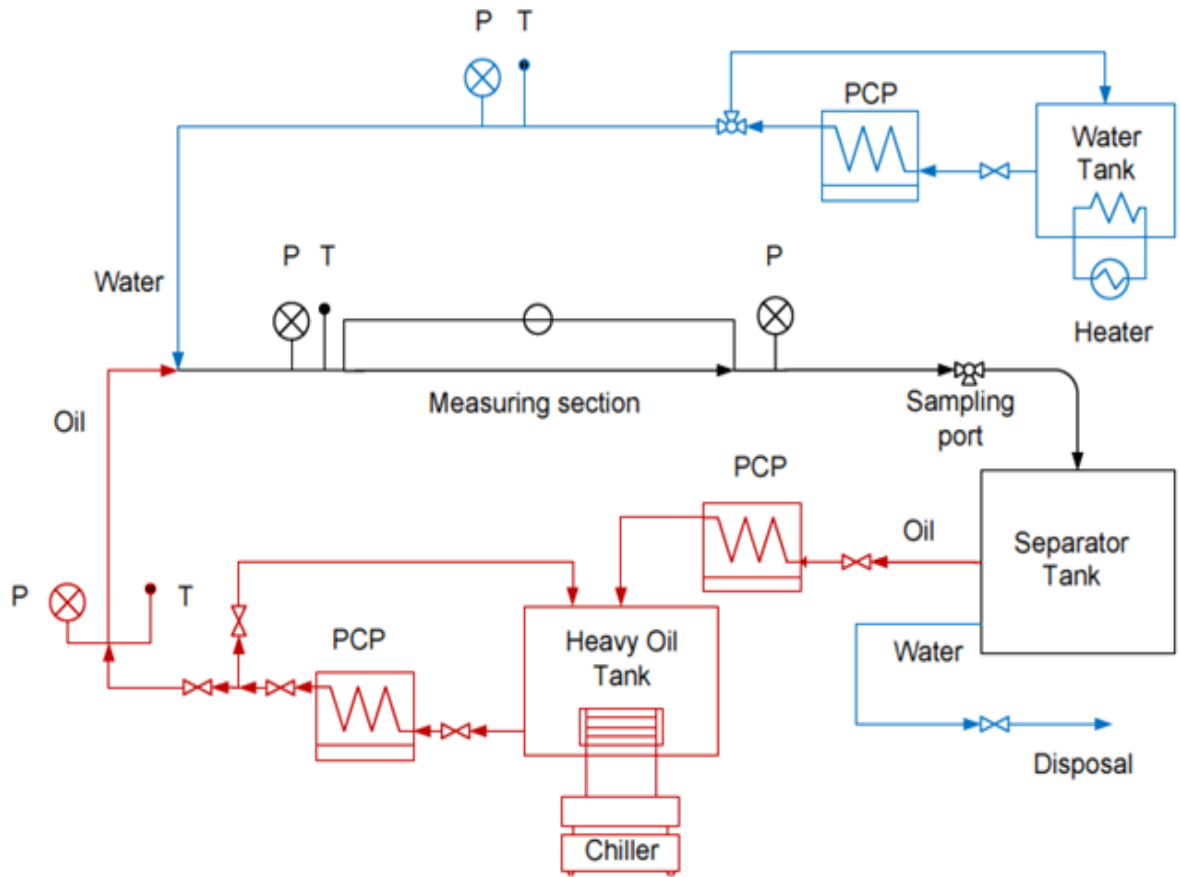 P T
PCP
Water
Tank
Water
P T
P
Heater
Measuring section
Sampling
port
Oil
PCP
Oil
Separator
Tank
P
T
PCP
Heavy Oil
Tank
Water
Disposal
Chiller